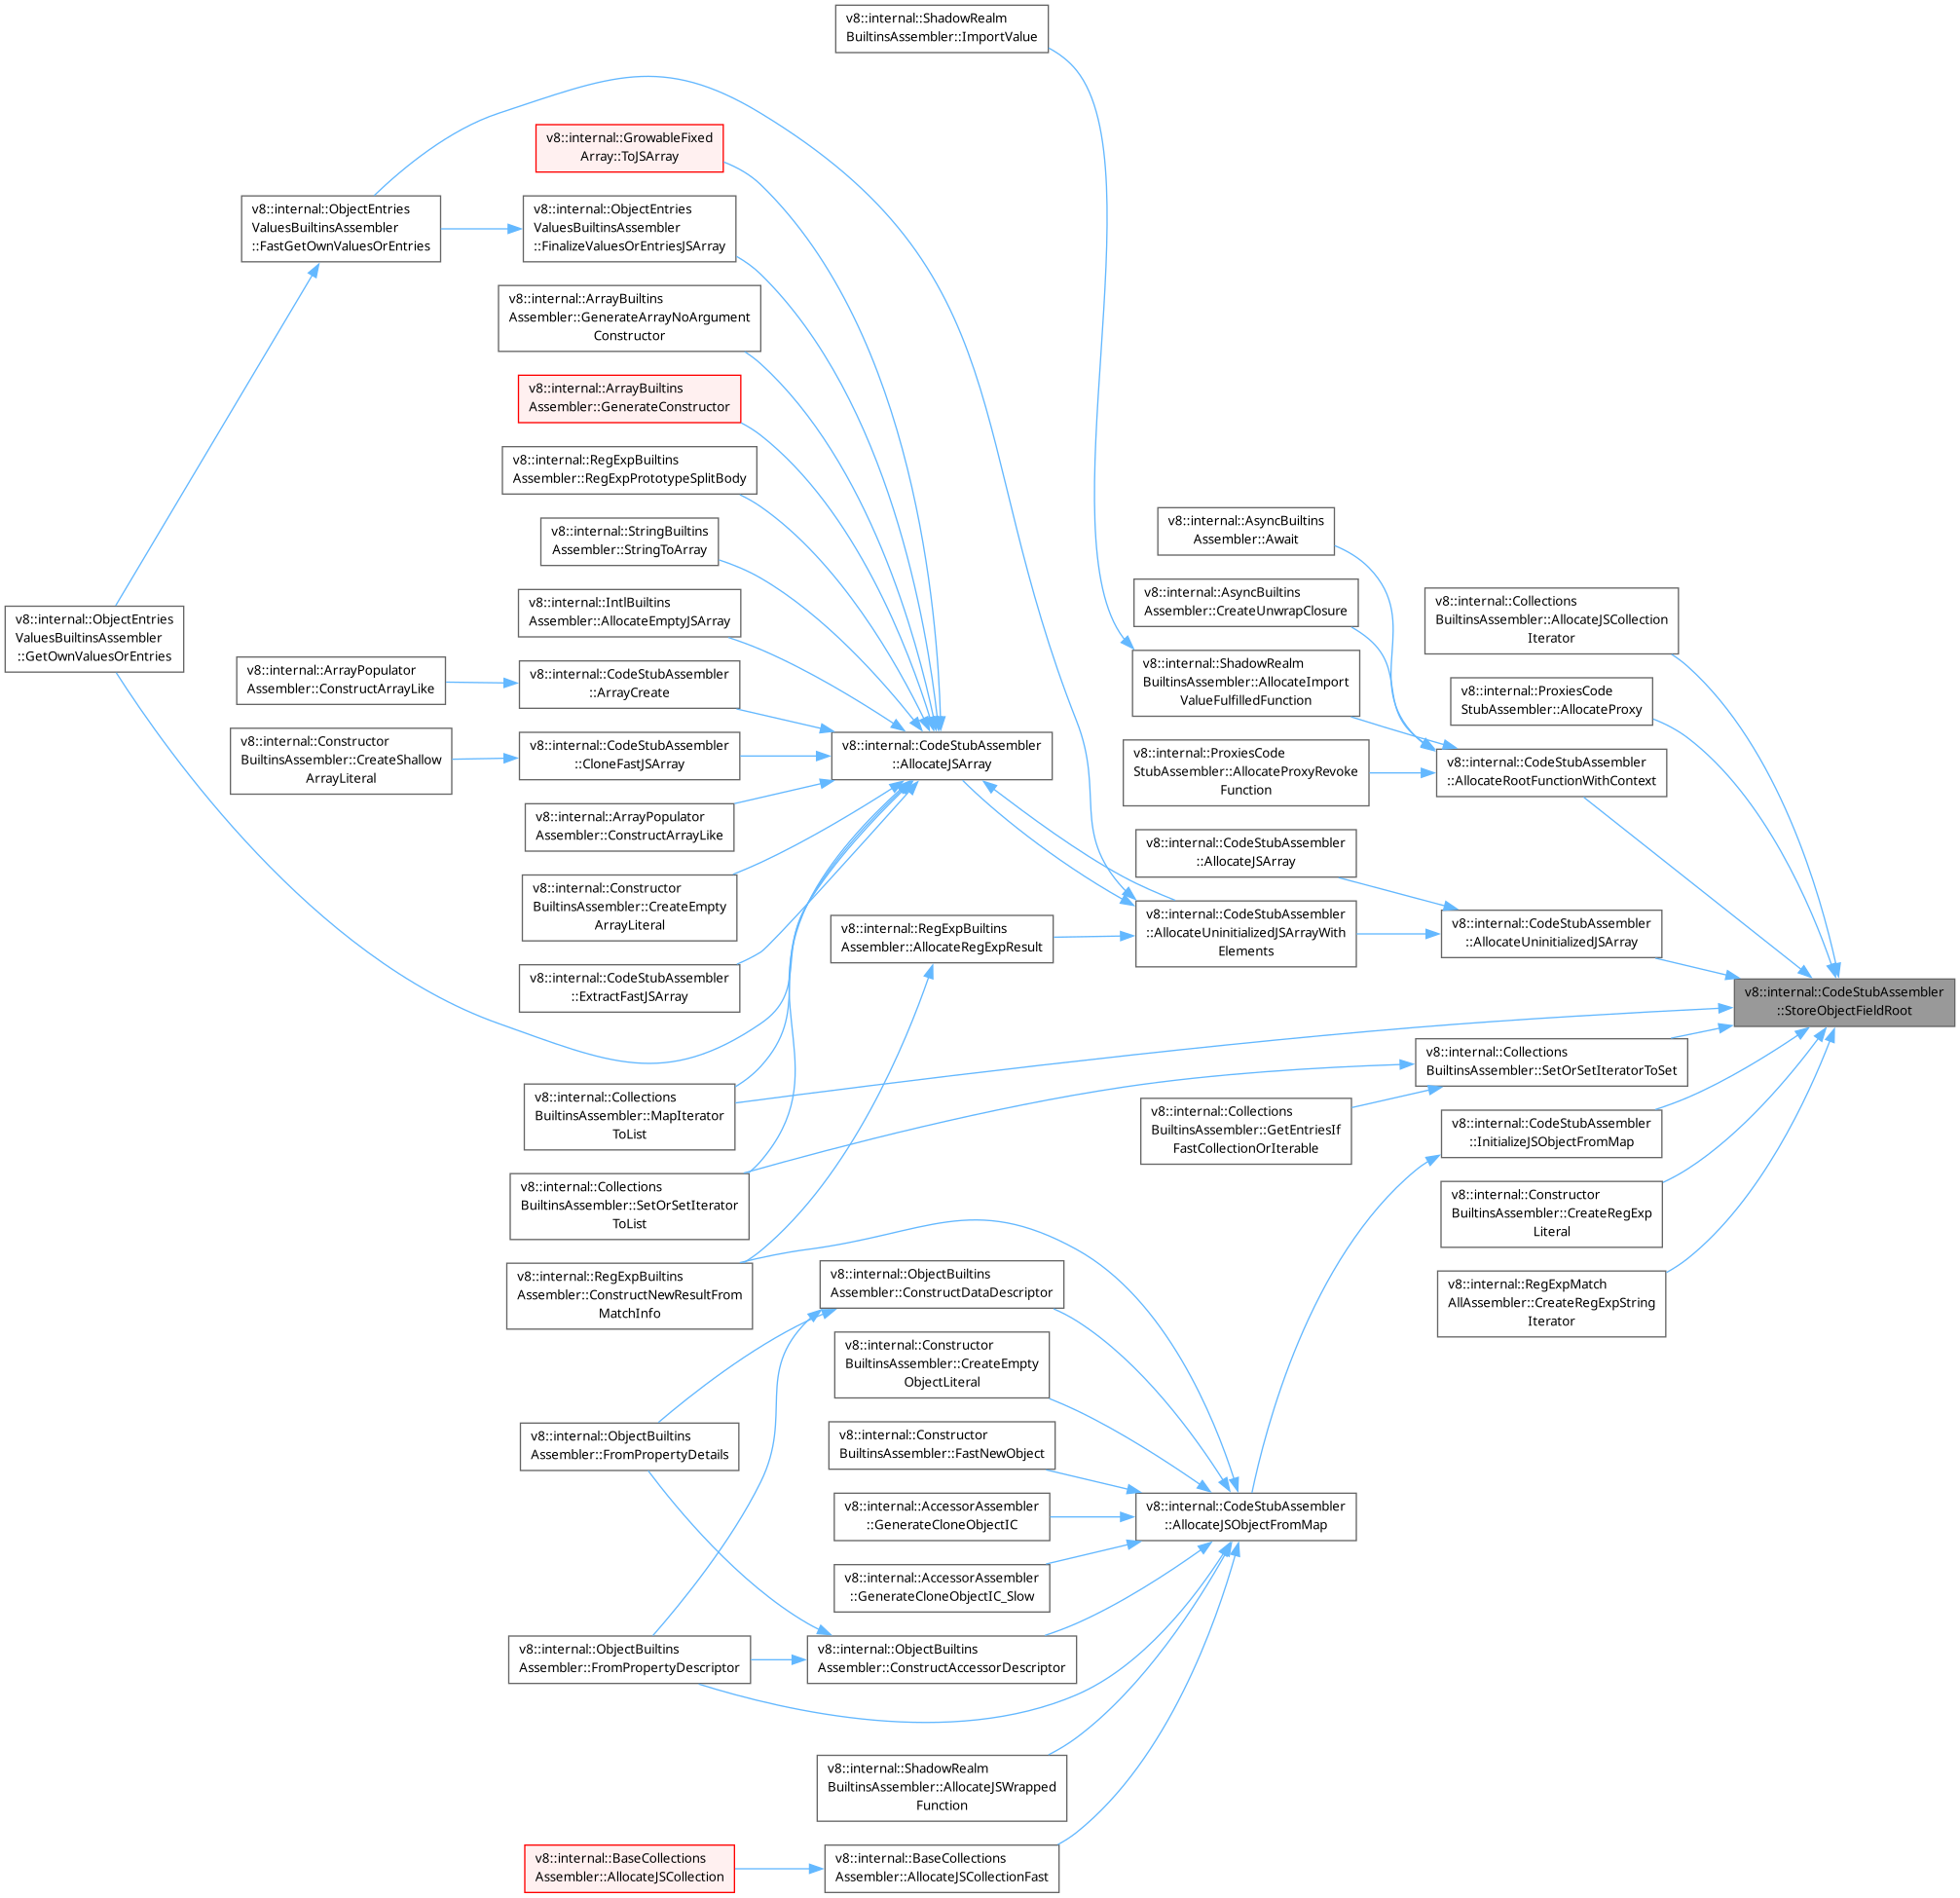 v8::internal::ShadowRealm
BuiltinsAssembler::ImportValue
v8::internal::GrowableFixed
Array::ToJSArray
v8::internal::ObjectEntries
ValuesBuiltinsAssembler
::FastGetOwnValuesOrEntries
v8::internal::ObjectEntries
ValuesBuiltinsAssembler
::FinalizeValuesOrEntriesJSArray
v8::internal::ArrayBuiltins
Assembler::GenerateArrayNoArgument
Constructor
v8::internal::ArrayBuiltins
Assembler::GenerateConstructor
v8::internal::RegExpBuiltins
Assembler::RegExpPrototypeSplitBody
v8::internal::StringBuiltins
Assembler::StringToArray
v8::internal::AsyncBuiltins
Assembler::Await
v8::internal::IntlBuiltins
Assembler::AllocateEmptyJSArray
v8::internal::AsyncBuiltins
Assembler::CreateUnwrapClosure
v8::internal::Collections
BuiltinsAssembler::AllocateJSCollection
Iterator
v8::internal::ObjectEntries
ValuesBuiltinsAssembler
::GetOwnValuesOrEntries
v8::internal::ArrayPopulator
Assembler::ConstructArrayLike
v8::internal::CodeStubAssembler
::ArrayCreate
v8::internal::ShadowRealm
BuiltinsAssembler::AllocateImport
ValueFulfilledFunction
v8::internal::ProxiesCode
StubAssembler::AllocateProxy
v8::internal::Constructor
BuiltinsAssembler::CreateShallow
ArrayLiteral
v8::internal::CodeStubAssembler
::CloneFastJSArray
v8::internal::CodeStubAssembler
::AllocateJSArray
v8::internal::ProxiesCode
StubAssembler::AllocateProxyRevoke
Function
v8::internal::CodeStubAssembler
::AllocateRootFunctionWithContext
v8::internal::ArrayPopulator
Assembler::ConstructArrayLike
v8::internal::CodeStubAssembler
::AllocateJSArray
v8::internal::Constructor
BuiltinsAssembler::CreateEmpty
ArrayLiteral
v8::internal::RegExpBuiltins
Assembler::AllocateRegExpResult
v8::internal::CodeStubAssembler
::AllocateUninitializedJSArrayWith
Elements
v8::internal::CodeStubAssembler
::AllocateUninitializedJSArray
v8::internal::CodeStubAssembler
::ExtractFastJSArray
v8::internal::CodeStubAssembler
::StoreObjectFieldRoot
v8::internal::Collections
BuiltinsAssembler::MapIterator
ToList
v8::internal::Collections
BuiltinsAssembler::SetOrSetIteratorToSet
v8::internal::Collections
BuiltinsAssembler::GetEntriesIf
FastCollectionOrIterable
v8::internal::CodeStubAssembler
::InitializeJSObjectFromMap
v8::internal::Collections
BuiltinsAssembler::SetOrSetIterator
ToList
v8::internal::Constructor
BuiltinsAssembler::CreateRegExp
Literal
v8::internal::RegExpBuiltins
Assembler::ConstructNewResultFrom
MatchInfo
v8::internal::ObjectBuiltins
Assembler::ConstructDataDescriptor
v8::internal::RegExpMatch
AllAssembler::CreateRegExpString
Iterator
v8::internal::Constructor
BuiltinsAssembler::CreateEmpty
ObjectLiteral
v8::internal::ObjectBuiltins
Assembler::FromPropertyDetails
v8::internal::Constructor
BuiltinsAssembler::FastNewObject
v8::internal::AccessorAssembler
::GenerateCloneObjectIC
v8::internal::CodeStubAssembler
::AllocateJSObjectFromMap
v8::internal::AccessorAssembler
::GenerateCloneObjectIC_Slow
v8::internal::ObjectBuiltins
Assembler::FromPropertyDescriptor
v8::internal::ObjectBuiltins
Assembler::ConstructAccessorDescriptor
v8::internal::ShadowRealm
BuiltinsAssembler::AllocateJSWrapped
Function
v8::internal::BaseCollections
Assembler::AllocateJSCollection
v8::internal::BaseCollections
Assembler::AllocateJSCollectionFast